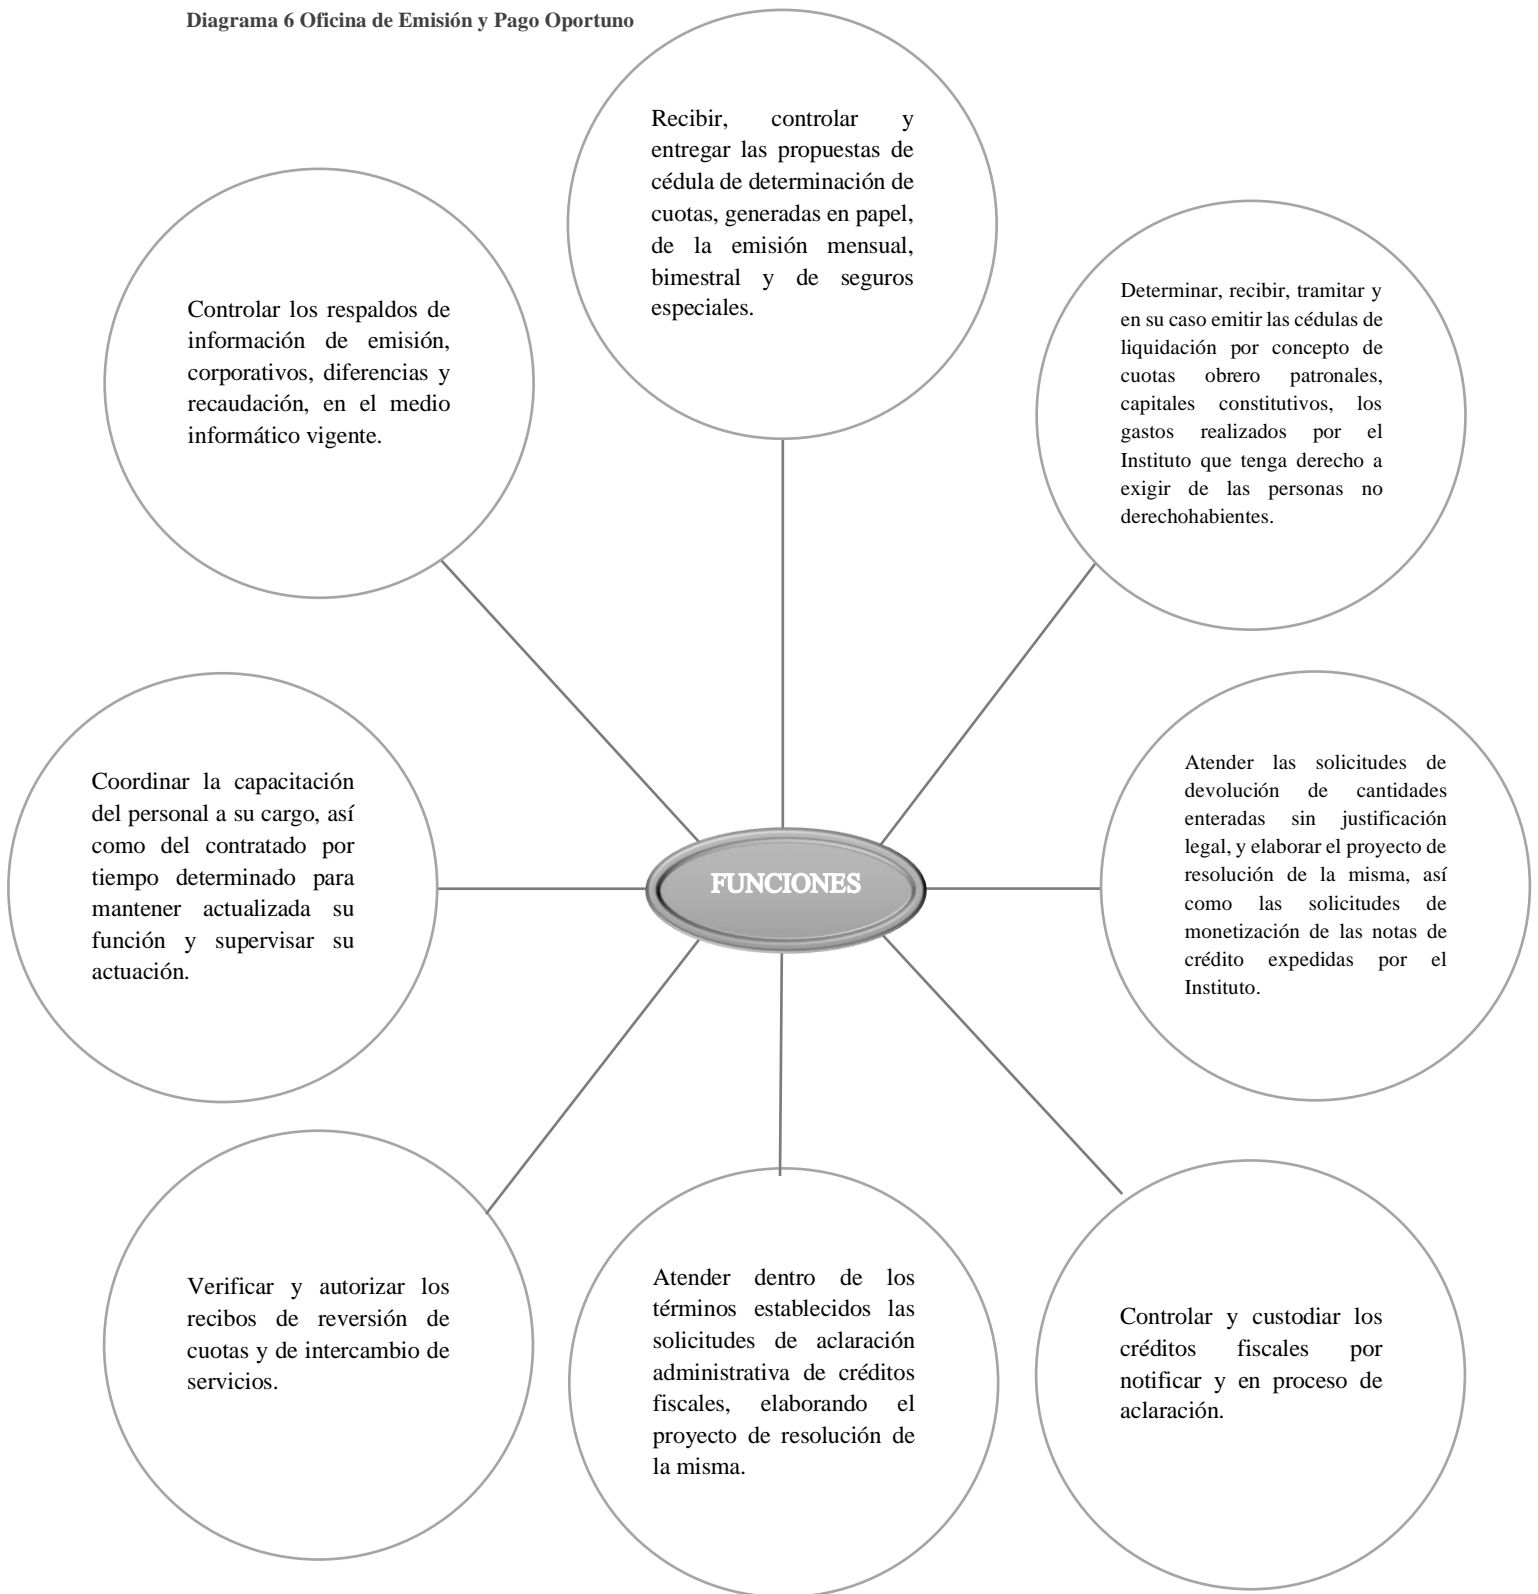 Diagrama 6 Oficina de Emisión y Pago Oportuno
Recibir, controlar y
entregar las propuestas de
cédula de determinación de
cuotas, generadas en papel,
de la emisión mensual,
bimestral y de seguros
especiales.
Determinar, recibir, tramitar y
en su caso emitir las cédulas de
liquidación por concepto de
cuotas obrero patronales,
capitales constitutivos, los
gastos realizados por el
Instituto que tenga derecho a
exigir de las personas no
derechohabientes.
Atender las solicitudes de
devolución de cantidades
enteradas sin justificación
legal, y elaborar el proyecto de
resolución de la misma, así
como las solicitudes de
monetización de las notas de
crédito expedidas por el
Instituto.
Controlar y custodiar los
créditos fiscales por
notificar y en proceso de
aclaración.
Atender dentro de los
términos establecidos las
solicitudes de aclaración
administrativa de créditos
fiscales, elaborando el
proyecto de resolución de
la misma.
Verificar y autorizar los
recibos de reversión de
cuotas y de intercambio de
servicios.
Coordinar la capacitación
del personal a su cargo, así
como del contratado por
tiempo determinado para
mantener actualizada su
función y supervisar su
actuación.
Controlar los respaldos de
información de emisión,
corporativos, diferencias y
recaudación, en el medio
informático vigente.
FUNCIONES